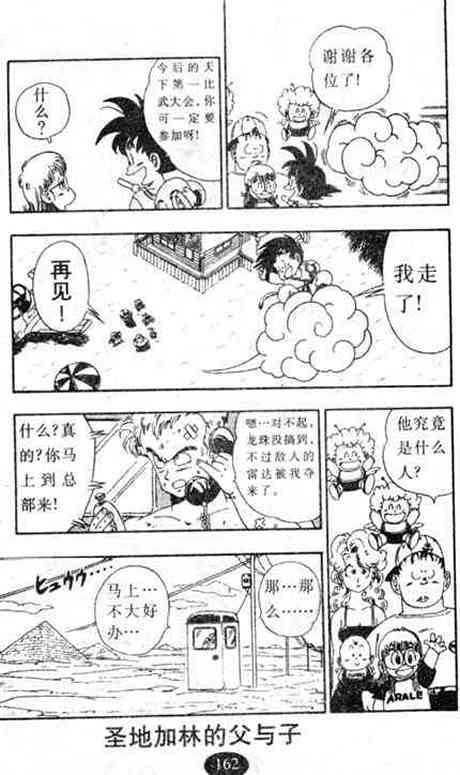 谢谢各
位了！
今后的天
下第一比
武大会，你
可一定要
参加呀！
什么？
我走
了！
再见！
他究竟
是什么
人？
嗯…对不起，
龙珠没搞到，
不过敌人的
雷达被我夺
来了。
什么？真
的？你马
上到总
部来！
ARALE
那…那
么……
马上…
不大好
办…
ヒュウゥ……
圣地加林的父与子
162